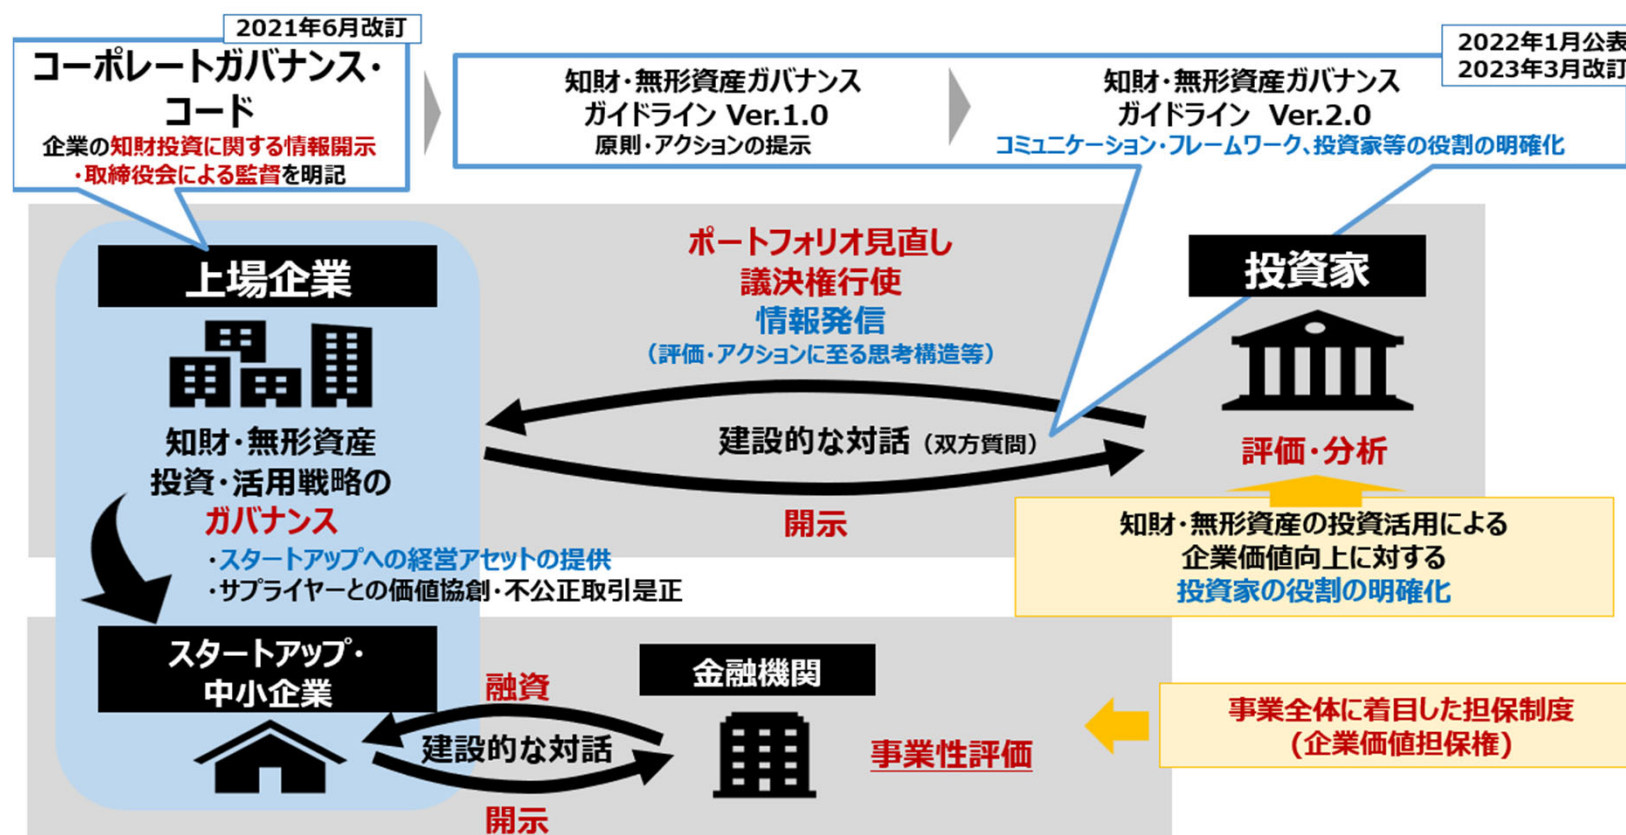 2021年6月改訂
コーポレートガバナンス・
コード
企業の知財投資に関する情報開示
・取締役会による監督を明記
知財・無形資産ガバナンス
ガイドライン Ver.1.0
原則・アクションの提示
2022年1月公表
2023年3月改訂
知財・無形資産ガバナンス
ガイドライン Ver.2.0
コミュニケーション・フレームワーク、投資家等の役割の明確化
上場企業
知財・無形資産
投資・活用戦略の
ガバナンス
・スタートアップへの経営アセットの提供
・サプライヤーとの価値協創・不公正取引是正
ポートフォリオ見直し
議決権行使
情報発信
（評価・アクションに至る思考構造等）
建設的な対話（双方質問）
開示
投資家
評価・分析
知財・無形資産の投資活用による
企業価値向上に対する
投資家の役割の明確化
スタートアップ・
中小企業
融資
建設的な対話
開示
金融機関
事業性評価
事業全体に着目した担保制度
(企業価値担保権)